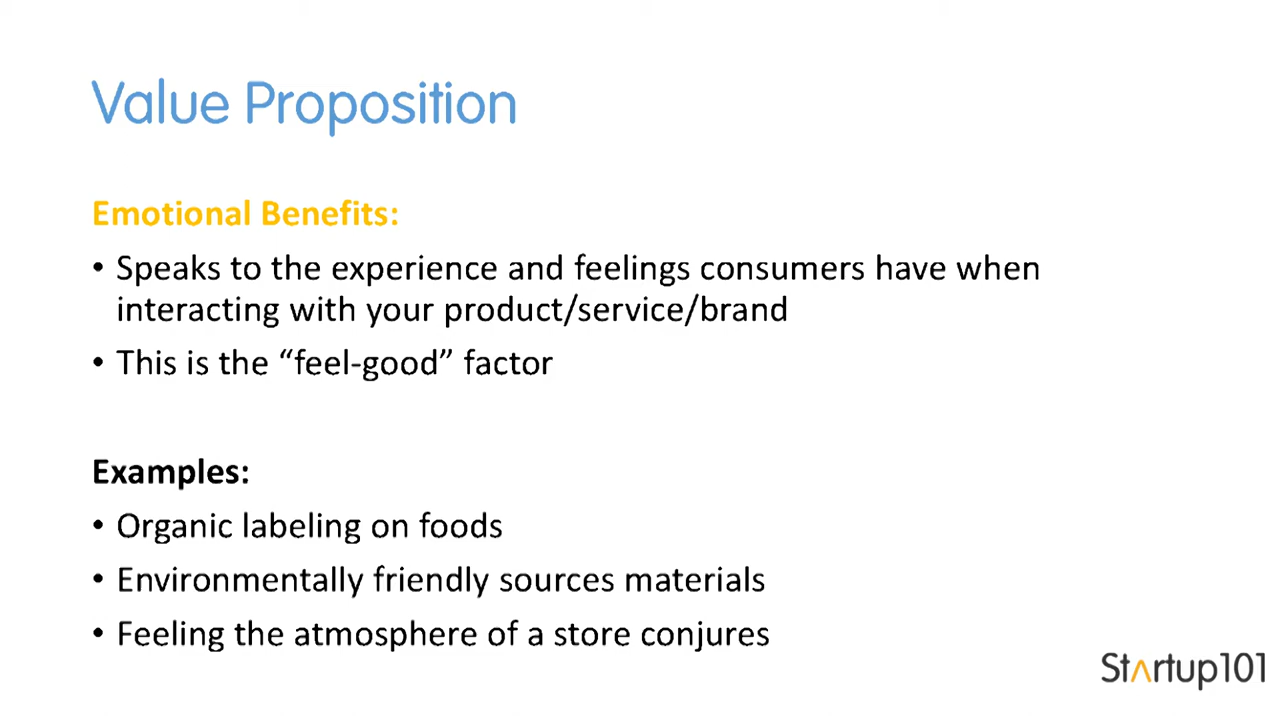 Value Proposition
Emotional Benefits:
• Speaks to the experience and feelings consumers have when
interacting with your product/service/brand
• This is the “feel-good” factor
Examples:
• Organic labeling on foods
• Environmentally friendly sources materials
• Feeling the atmosphere of a store conjures
Startup101